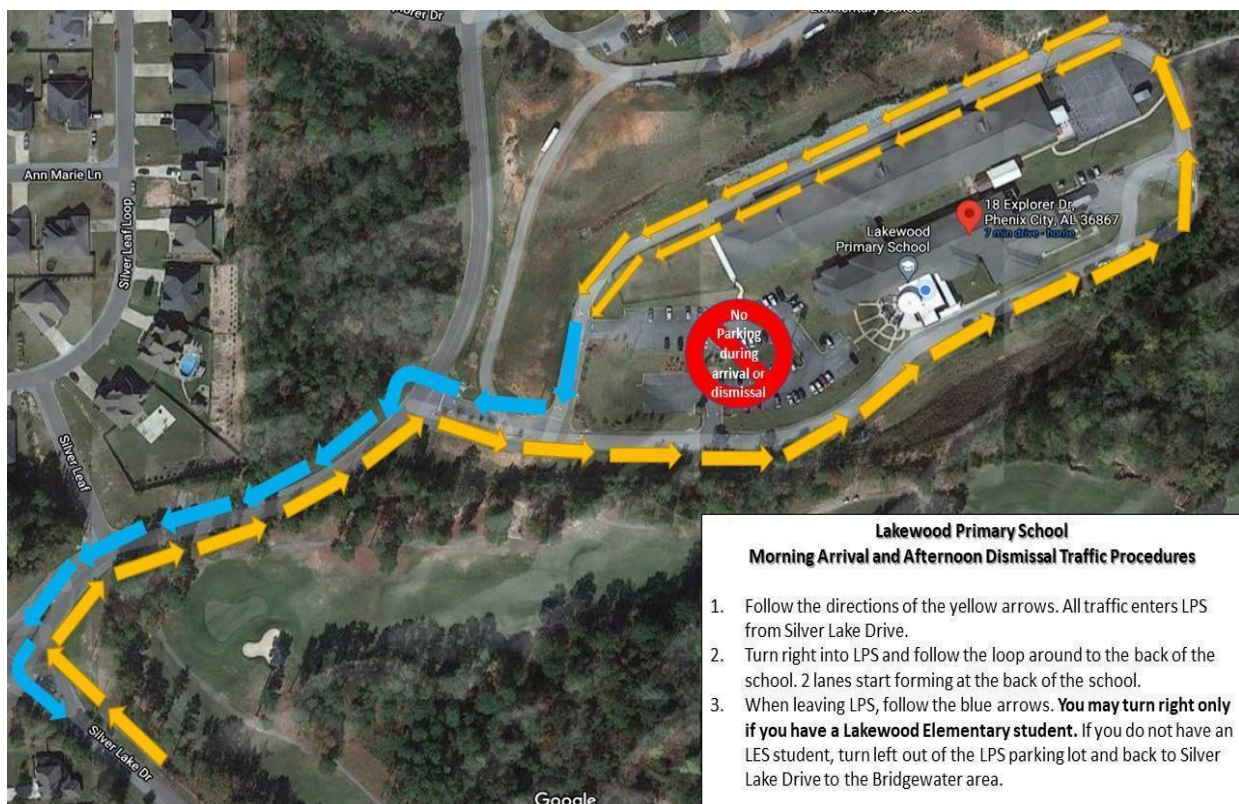 orer Dr
Elementary School
Ann Marie Ln
Silver Leaf Loop
18 Explorer Dr,
Phenix City, AL 36867
7 min drive - home
Lakewood
Primary School
No
Parking
during
arrival or
dismissal
Silver Leaf
Silver Lake Dr
Google
Lakewood Primary School
Morning Arrival and Afternoon Dismissal Traffic Procedures
1. Follow the directions of the yellow arrows. All traffic enters LPS
from Silver Lake Drive.
2. Turn right into LPS and follow the loop around to the back of the
school. 2 lanes start forming at the back of the school.
3. When leaving LPS, follow the blue arrows. You may turn right only
if you have a Lakewood Elementary student. If you do not have an
LES student, turn left out of the LPS parking lot and back to Silver
Lake Drive to the Bridgewater area.